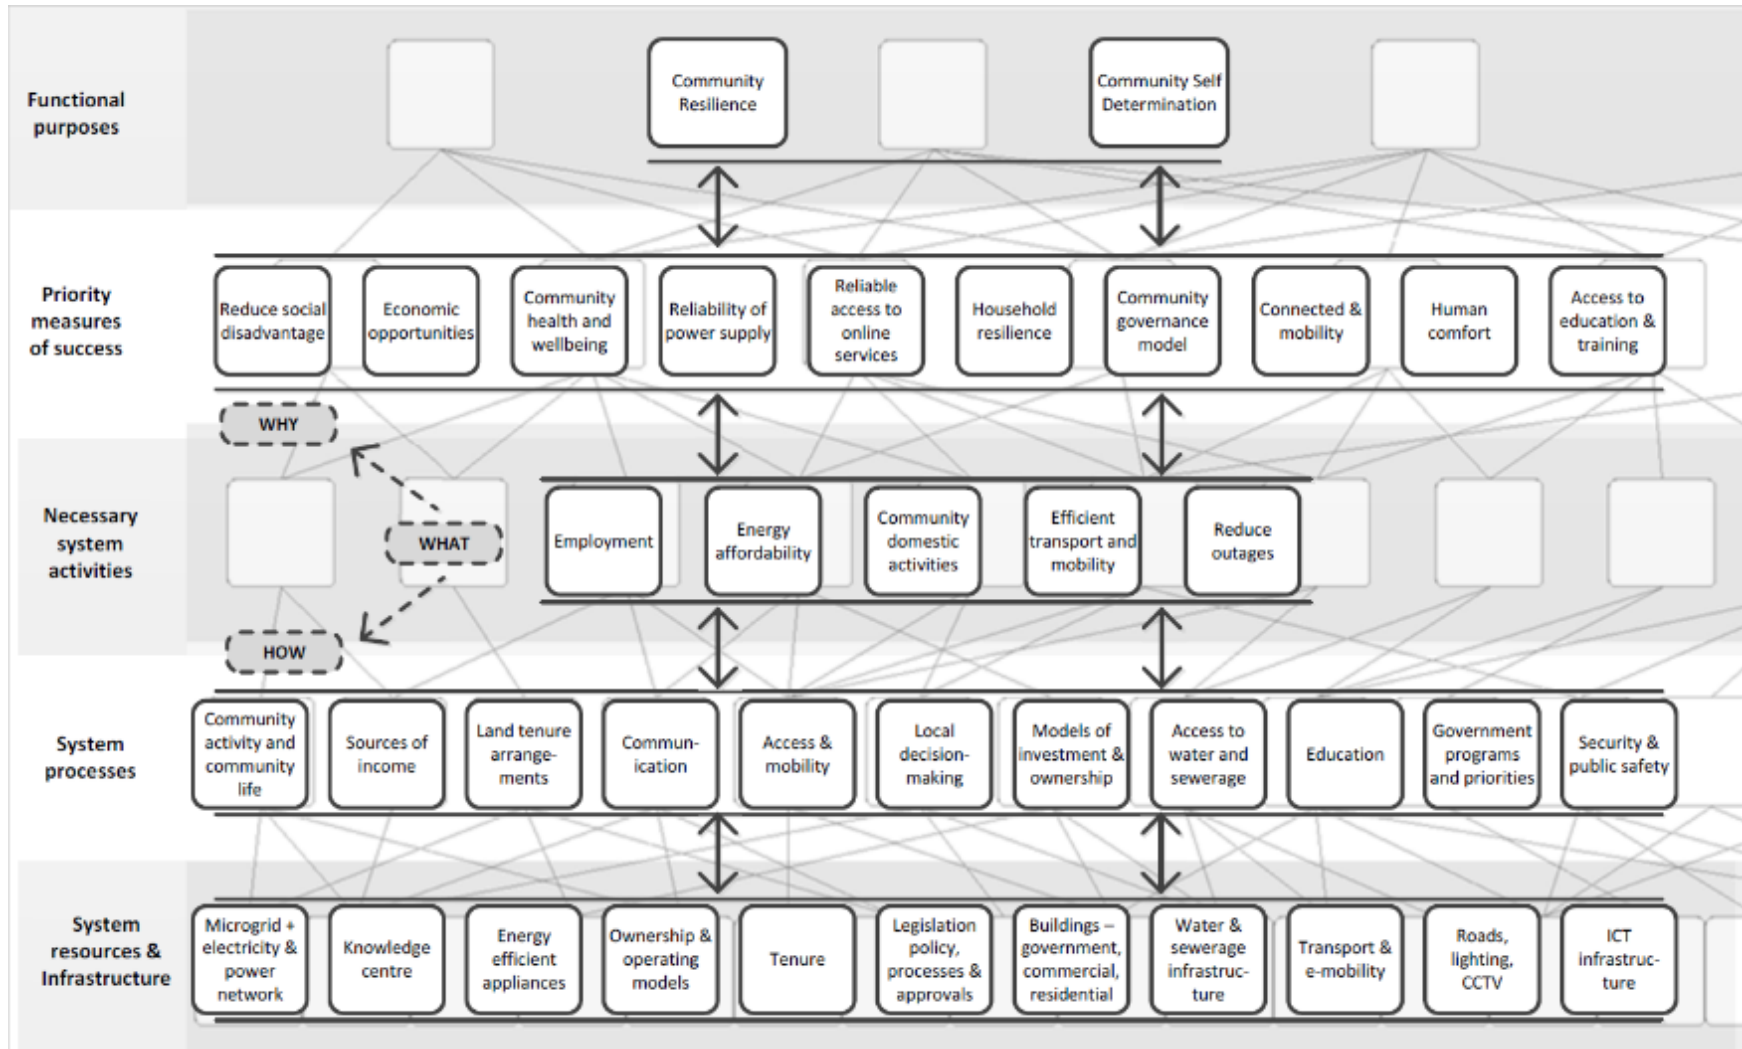 Functional
purposes
Community
Resilience
Community Self
Determination
Priority
measures
of success
Reduce social
disadvantage
Economic
opportunities
Community
health and
wellbeing
Reliability of
power supply
Reliable
access to
online
services
Household
resilience
Community
governance
model
Connected &
mobility
Human
comfort
Access to
education &
training
WHY
WHAT
HOW
Necessary
system
activities
Employment
Energy
affordability
Community
domestic
activities
Efficient
transport and
mobility
Reduce
outages
System
processes
Community
activity and
community
life
Sources of
income
Land tenure
arrange-
ments
Commun-
ication
Access &
mobility
Local
decision-
making
Models of
investment &
ownership
Access to
water and
sewerage
Education
Government
programs
and priorities
Security &
public safety
System
resources &
Infrastructure
Microgrid +
electricity &
power
network
Knowledge
centre
Energy
efficient
appliances
Ownership &
operating
models
Tenure
Legislation
policy,
processes &
approvals
Buildings –
government,
commercial,
residential
Water &
sewerage
infrastruc-
ture
Transport &
e-mobility
Roads,
lighting,
CCTV
ICT
infrastruc-
ture